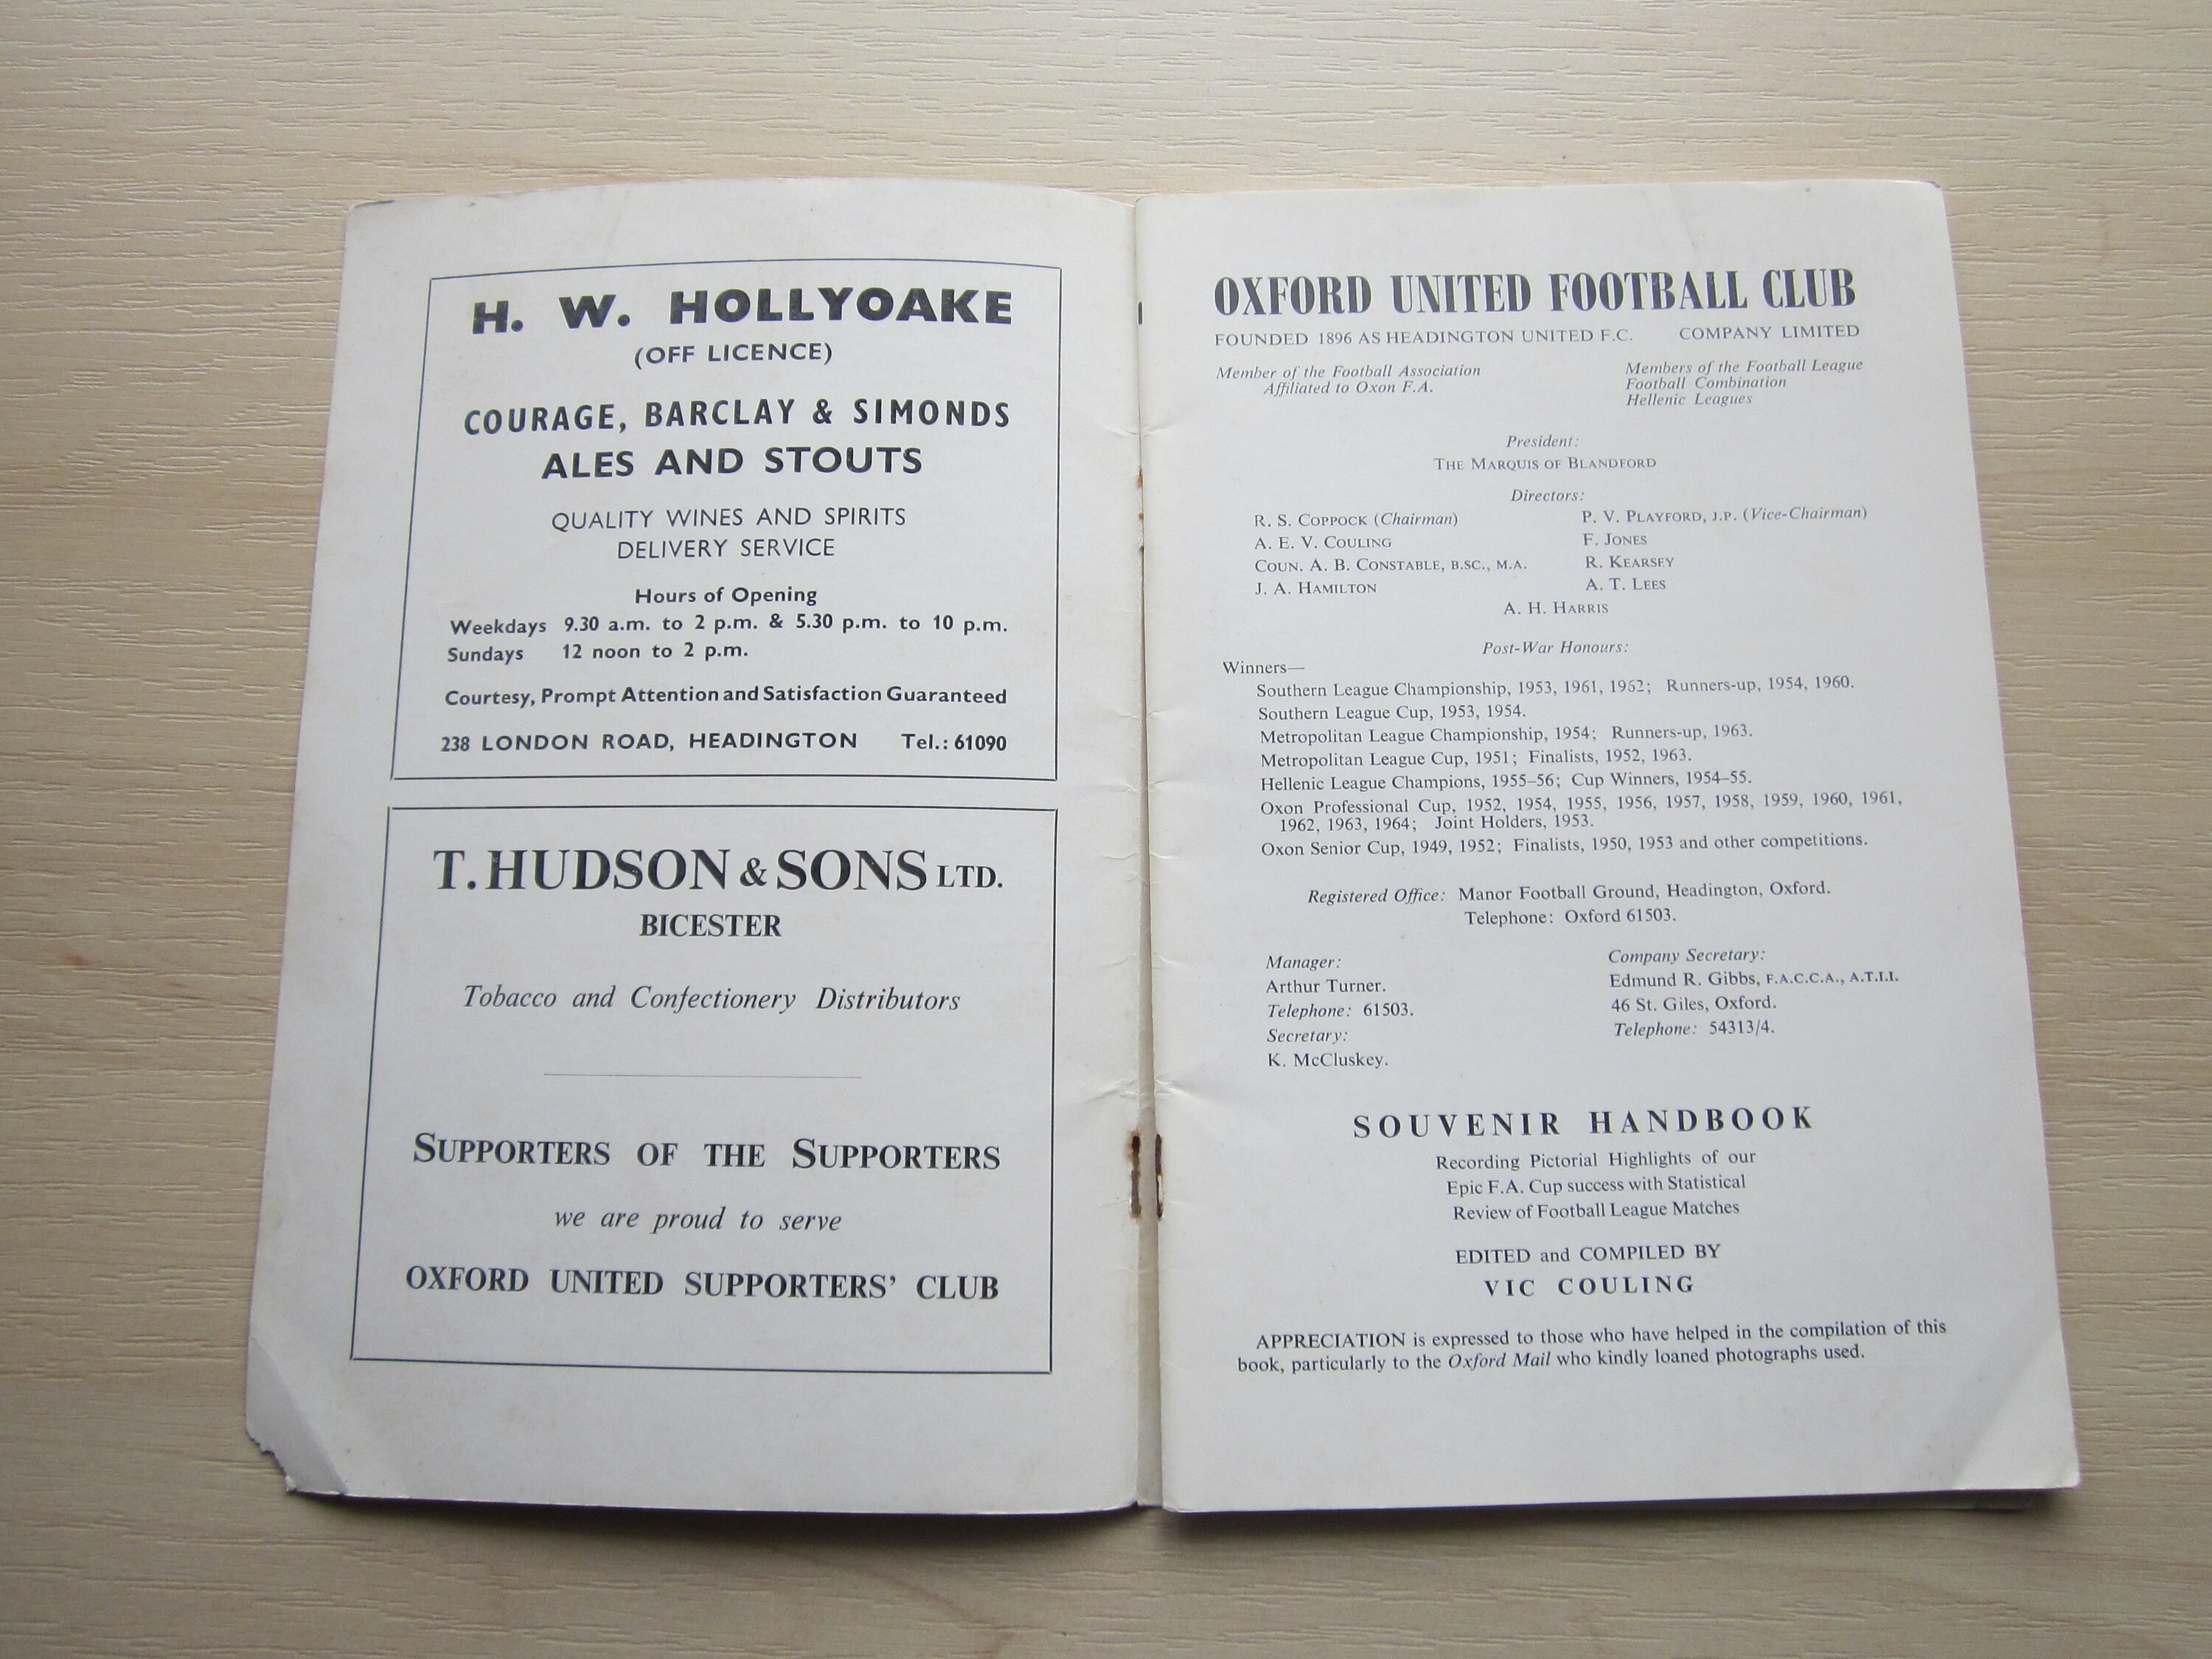 H. W. HOLLYOAKE
(OFF LICENCE)
COURAGE, BARCLAY & SIMONDS
ALES AND STOUTS
QUALITY WINES AND SPIRITS
DELIVERY SERVICE
Hours of Opening
Weekdays 9.30 a.m. to 2 p.m. & 5.30 p.m. to 10 p.m.
Sundays 12 noon to 2 p.m.
Courtesy, Prompt Attention and Satisfaction Guaranteed
238 LONDON ROAD, HEADINGTON Tel.: 61090
T. HUDSON & SONS LTD.
BICESTER
Tobacco and Confectionery Distributors
SUPPORTERS OF THE SUPPORTERS
we are proud to serve
OXFORD UNITED SUPPORTERS' CLUB
OXFORD UNITED FOOTBALL CLUB
FOUNDED 1896 AS HEADINGTON UNITED F.C. COMPANY LIMITED
Member of the Football Association
Affiliated to Oxon F.A.
Members of the Football League
Football Combination
Hellenic Leagues
President:
THE MARQUIS OF BLANDFORD
Directors:
R. S. COPPOCK (Chairman) P. V. PLAYFORD, J.P. (Vice-Chairman)
A. E. V. COULING F. JONES
COUN. A. B. CONSTABLE, B.SC., M.A. R. KEARSEY
J. A. HAMILTON A. T. LEES
A. H. HARRIS
Post-War Honours:
Winners—
Southern League Championship, 1953, 1961, 1962; Runners-up, 1954, 1960.
Southern League Cup, 1953, 1954.
Metropolitan League Championship, 1954; Runners-up, 1963.
Metropolitan League Cup, 1951; Finalists, 1952, 1963.
Hellenic League Champions, 1955–56; Cup Winners, 1954–55.
Oxon Professional Cup, 1952, 1954, 1955, 1956, 1957, 1958, 1959, 1960, 1961,
1962, 1963, 1964; Joint Holders, 1953.
Oxon Senior Cup, 1949, 1952; Finalists, 1950, 1953 and other competitions.
Registered Office: Manor Football Ground, Headington, Oxford.
Telephone: Oxford 61503.
Manager:
Arthur Turner.
Telephone: 61503.
Secretary:
K. McCluskey.
Company Secretary:
Edmund R. Gibbs, F.A.C.C.A., A.T.I.I.
46 St. Giles, Oxford.
Telephone: 54313/4.
SOUVENIR HANDBOOK
Recording Pictorial Highlights of our
Epic F.A. Cup success with Statistical
Review of Football League Matches
EDITED and COMPILED BY
VIC COULING
APPRECIATION is expressed to those who have helped in the compilation of this
book, particularly to the Oxford Mail who kindly loaned photographs used.